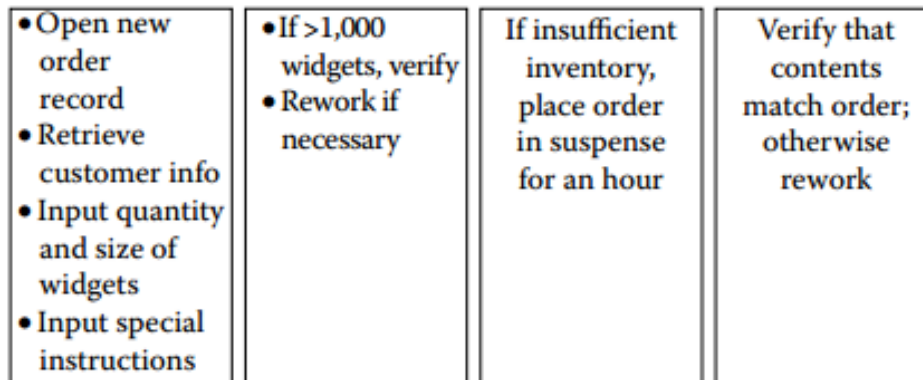 • Open new
order
record
• Retrieve
customer info
• Input quantity
and size of
widgets
• Input special
instructions
• If >1,000
widgets, verify
• Rework if
necessary
If insufficient
inventory,
place order
in suspense
for an hour
Verify that
contents
match order;
otherwise
rework